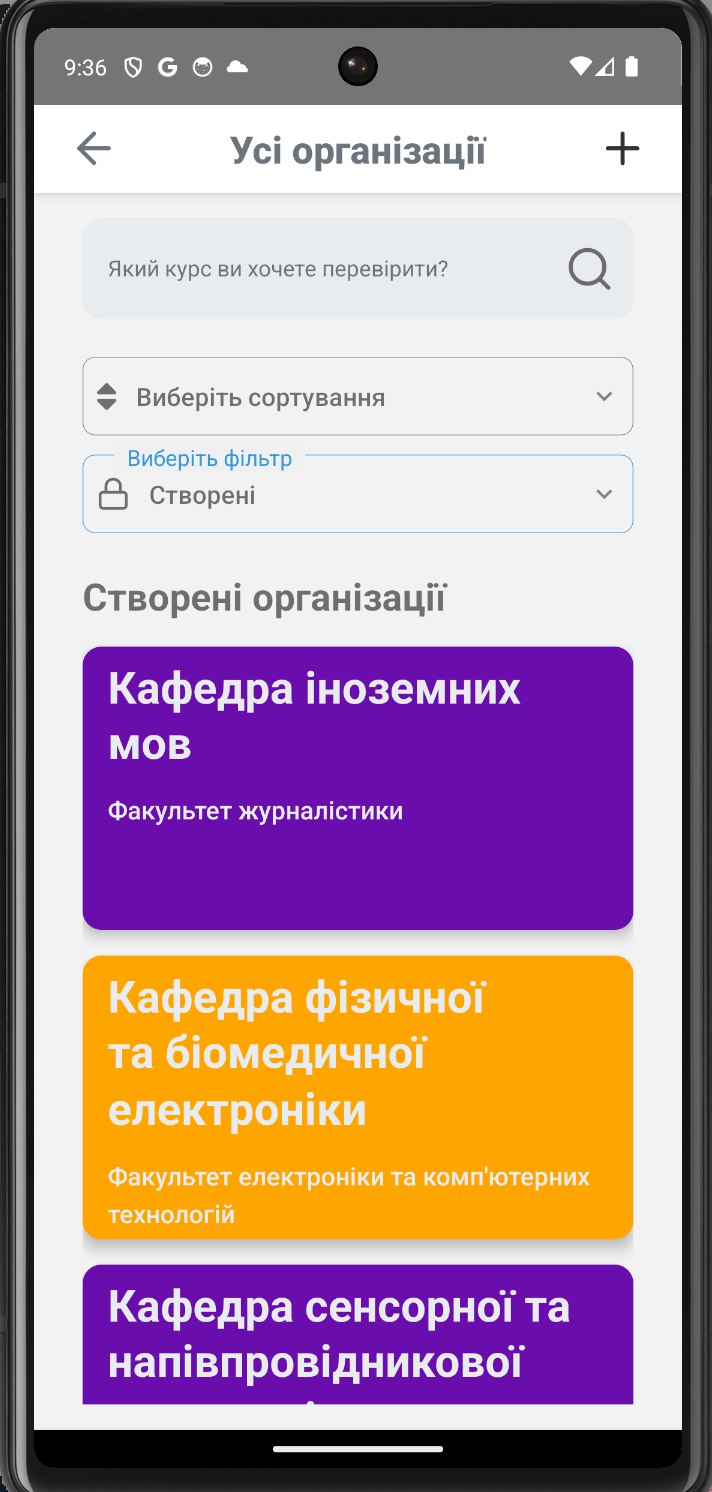 9:36
Усі організації
Який курс ви хочете перевірити?
Виберіть сортування
Виберіть фільтр
Створені
Створені організації
Кафедра іноземних
мов
Факультет журналістики
Кафедра фізичної
та біомедичної
електроніки
Факультет електроніки та комп'ютерних
технологій
Кафедра сенсорної та
напівпровідникової